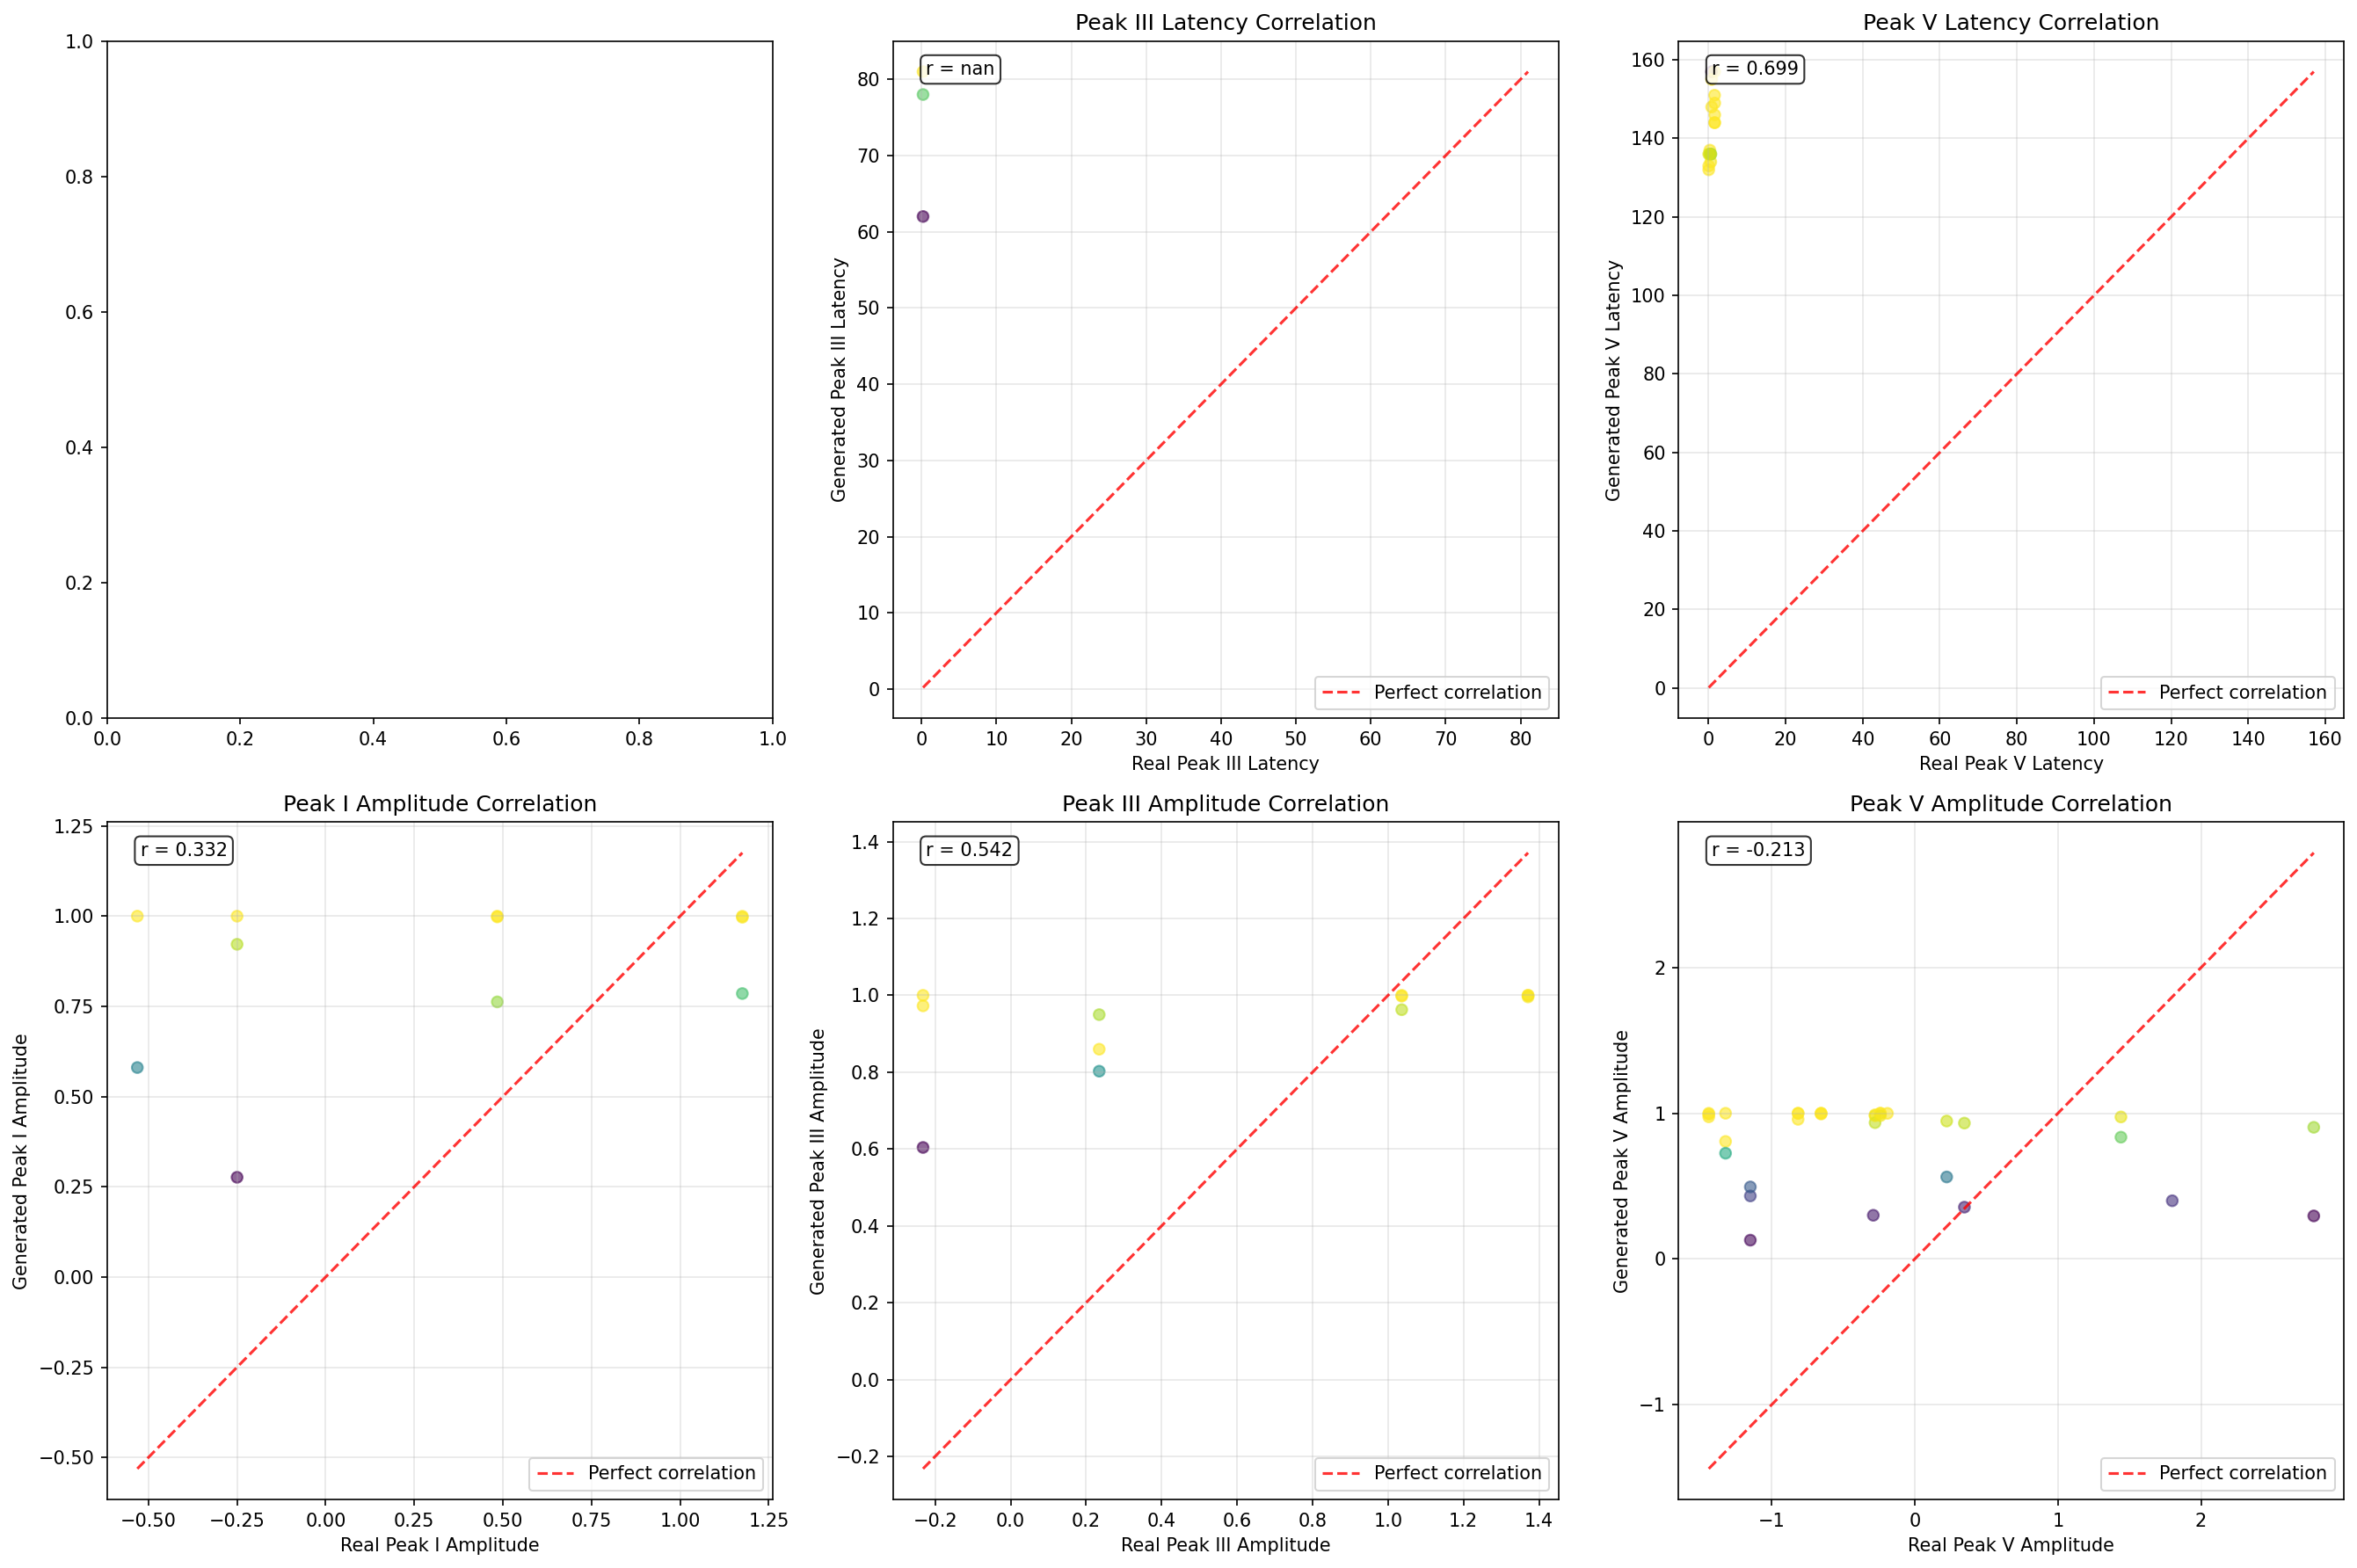 1.0
0.8
0.6
0.4
0.2
0.0
0.0 0.2 0.4 0.6 0.8 1.0
Peak III Latency Correlation
r = nan
80
70
60
50
40
30
20
10
0
Generated Peak III Latency
Perfect correlation
0 10 20 30 40 50 60 70 80
Real Peak III Latency
Peak V Latency Correlation
r = 0.699
160
140
120
100
80
60
40
20
0
Generated Peak V Latency
Perfect correlation
0 20 40 60 80 100 120 140 160
Real Peak V Latency
Peak I Amplitude Correlation
r = 0.332
1.25
1.00
0.75
0.50
0.25
0.00
−0.25
−0.50
Generated Peak I Amplitude
Perfect correlation
−0.50 −0.25 0.00 0.25 0.50 0.75 1.00 1.25
Real Peak I Amplitude
Peak III Amplitude Correlation
r = 0.542
1.4
1.2
1.0
0.8
0.6
0.4
0.2
0.0
−0.2
Generated Peak III Amplitude
Perfect correlation
−0.2 0.0 0.2 0.4 0.6 0.8 1.0 1.2 1.4
Real Peak III Amplitude
Peak V Amplitude Correlation
r = -0.213
2
1
0
−1
Generated Peak V Amplitude
Perfect correlation
−1 0 1 2
Real Peak V Amplitude